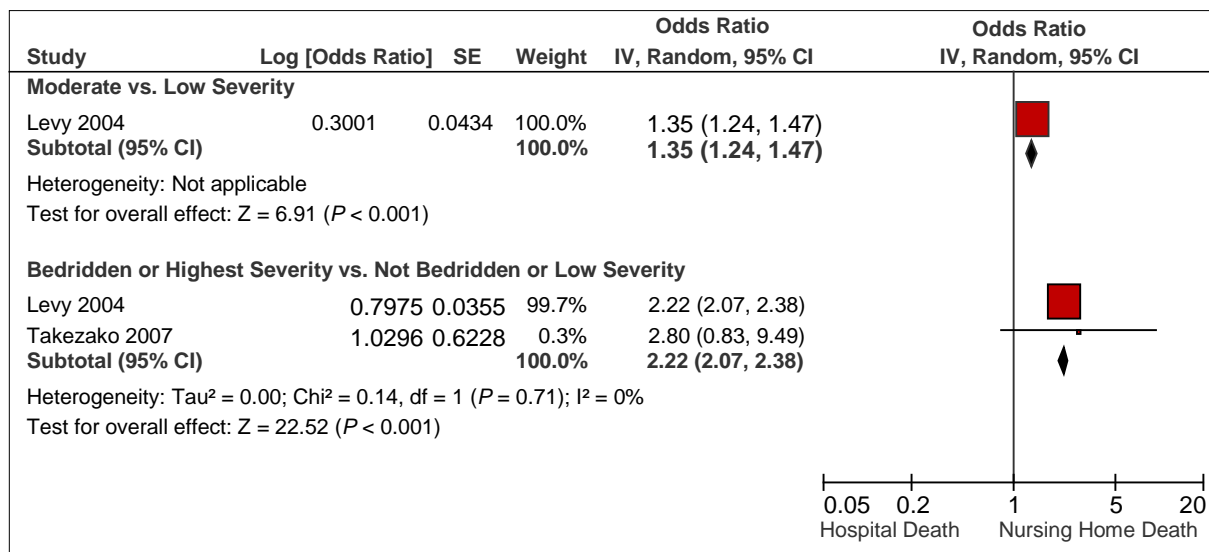 Odds Ratio Odds Ratio
Study Log [Odds Ratio] SE Weight IV, Random, 95% CI IV, Random, 95% CI
Moderate vs. Low Severity
Levy 2004 0.3001 0.0434 100.0% 1.35 (1.24, 1.47)
Subtotal (95% CI) 100.0% 1.35 (1.24, 1.47)
Heterogeneity: Not applicable
Test for overall effect: Z = 6.91 (P < 0.001)
Bedridden or Highest Severity vs. Not Bedridden or Low Severity
Levy 2004 0.7975 0.0355 99.7% 2.22 (2.07, 2.38)
Takezako 2007 1.0296 0.6228 0.3% 2.80 (0.83, 9.49)
Subtotal (95% CI) 100.0% 2.22 (2.07, 2.38)
Heterogeneity: Tau² = 0.00; Chi² = 0.14, df = 1 (P = 0.71); I² = 0%
Test for overall effect: Z = 22.52 (P < 0.001)
0.05 0.2 1 5 20
Hospital Death Nursing Home Death